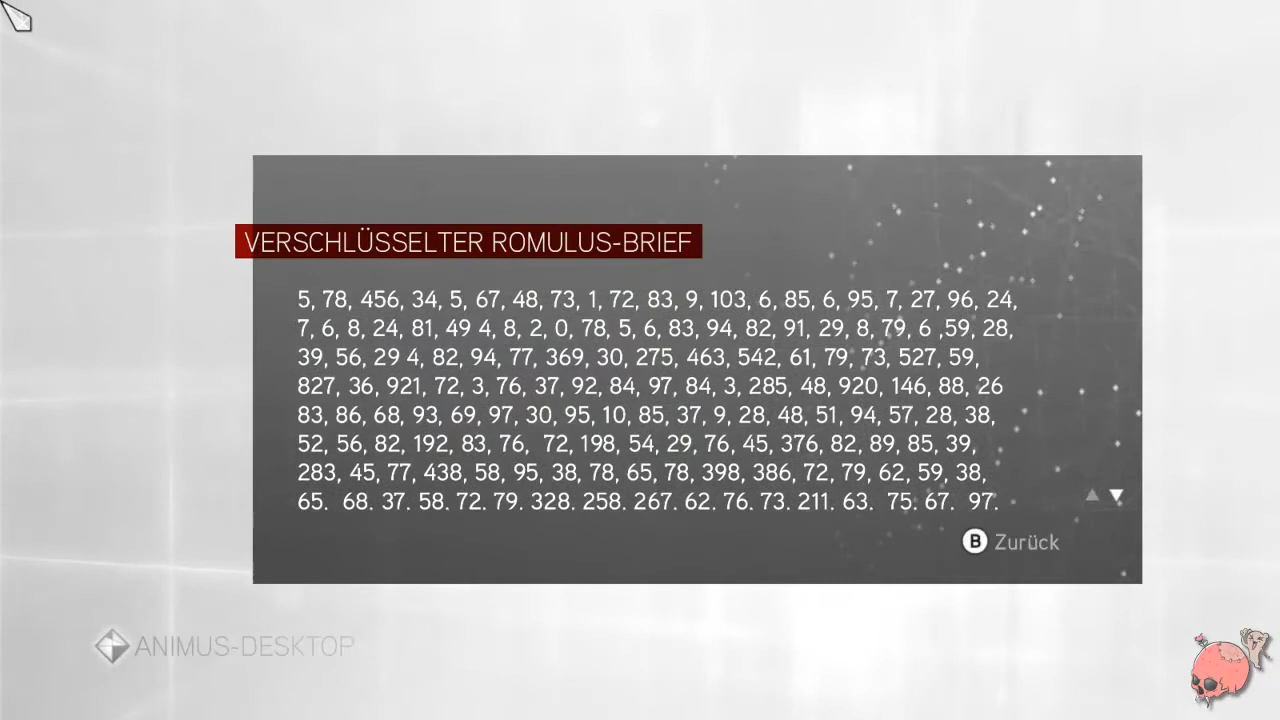 VERSCHLÜSSELTER ROMULUS-BRIEF
5, 78, 456, 34, 5, 67, 48, 73, 1, 72, 83, 9, 103, 6, 85, 6, 95, 7, 27, 96, 24,
7, 6, 8, 24, 81, 49 4, 8, 2, 0, 78, 5, 6, 83, 94, 82, 91, 29, 8, 79, 6 ,59, 28,
39, 56, 29 4, 82, 94, 77, 369, 30, 275, 463, 542, 61, 79, 73, 527, 59,
827, 36, 921, 72, 3, 76, 37, 92, 84, 97, 84, 3, 285, 48, 920, 146, 88, 26
83, 86, 68, 93, 69, 97, 30, 95, 10, 85, 37, 9, 28, 48, 51, 94, 57, 28, 38,
52, 56, 82, 192, 83, 76,  72, 198, 54, 29, 76, 45, 376, 82, 89, 85, 39,
283, 45, 77, 438, 58, 95, 38, 78, 65, 78, 398, 386, 72, 79, 62, 59, 38,
65.  68. 37. 58. 72. 79. 328. 258. 267. 62. 76. 73. 211. 63.  75. 67.  97.
B Zurück
ANIMUS-DESKTOP